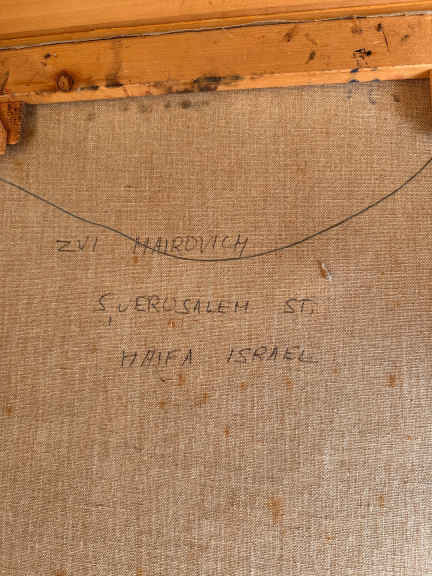 ZVI MAIROVICH
5, JERUSALEM ST.
HAIFA ISRAEL